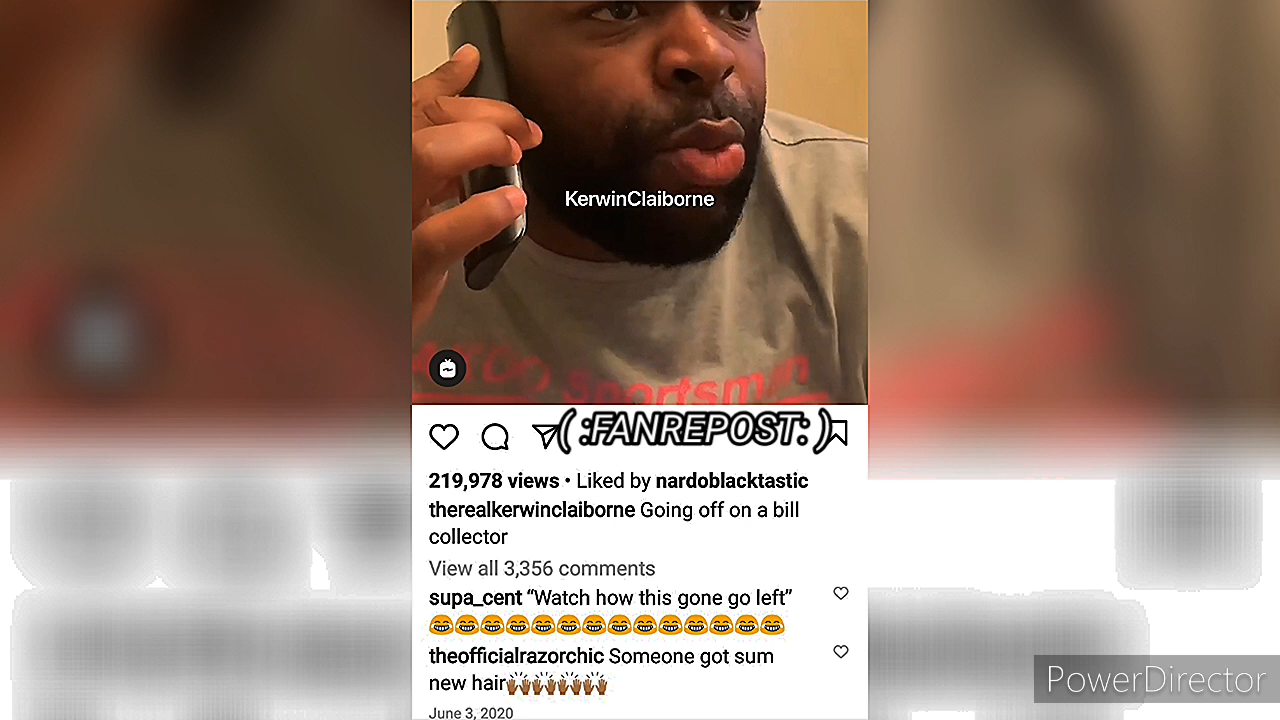 KerwinClaiborne
Sportsman
(:FANREPOST:)
219,978 views • Liked by nardoblacktastic
therealkerwinclaiborne Going off on a bill
collector
View all 3,356 comments
supa_cent “Watch how this gone go left”
😂😂😂😂😂😂😂😂😂😂😂😂😂😂
theofficialrazorchic Someone got sum
new hair🙌🏾🙌🏾🙌🏾🙌🏾
June 3, 2020
PowerDirector